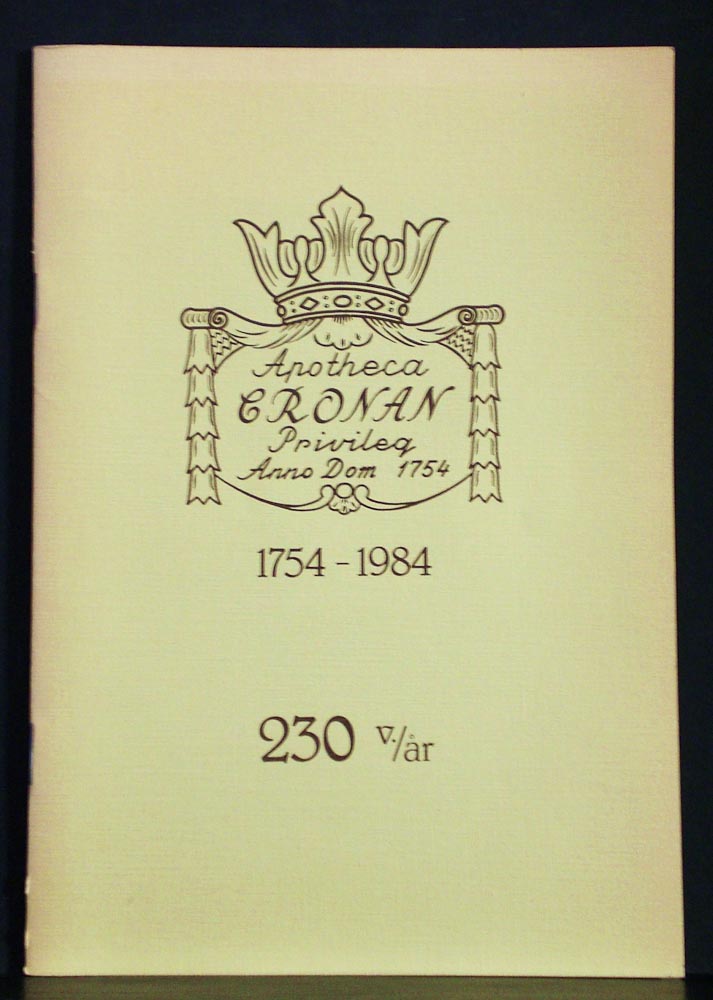 Apotheca
CRONAN
Privileg
Anno Dom 1754
1754 - 1984
230 v./år